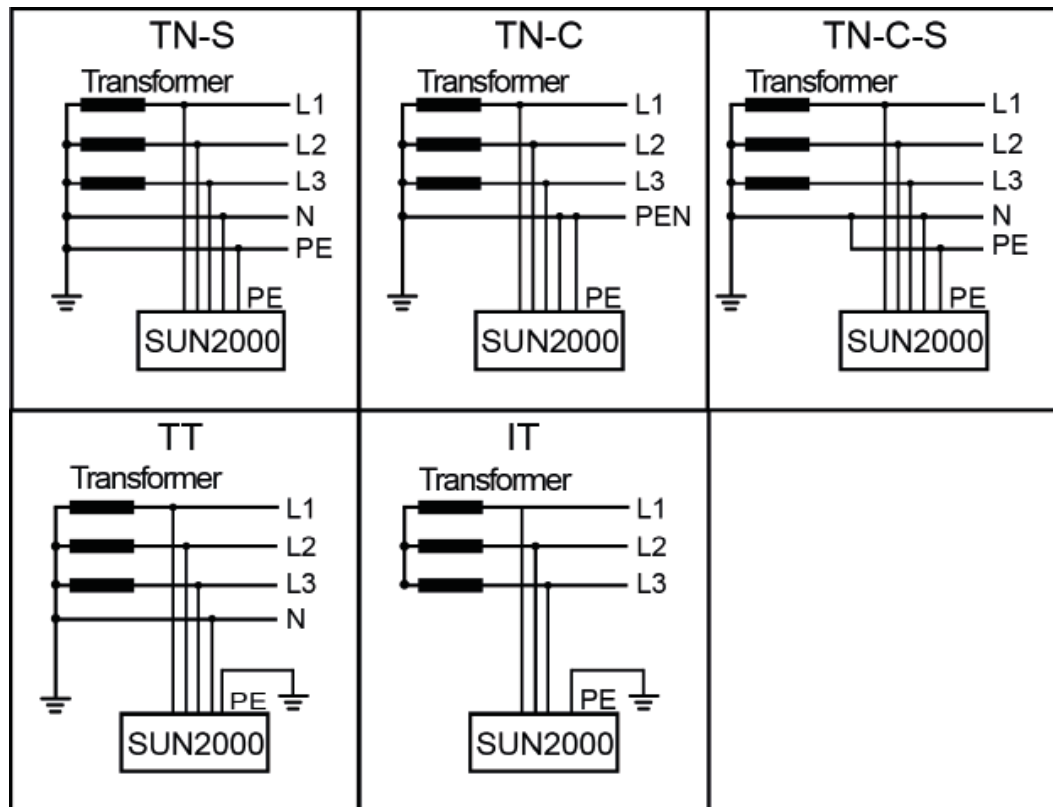 TN-S
Transformer
L1
L2
L3
N
PE
PE
SUN2000
TN-C
Transformer
L1
L2
L3
PEN
PE
SUN2000
TN-C-S
Transformer
L1
L2
L3
N
PE
PE
SUN2000
TT
Transformer
L1
L2
L3
N
PE
SUN2000
IT
Transformer
L1
L2
L3
PE
SUN2000